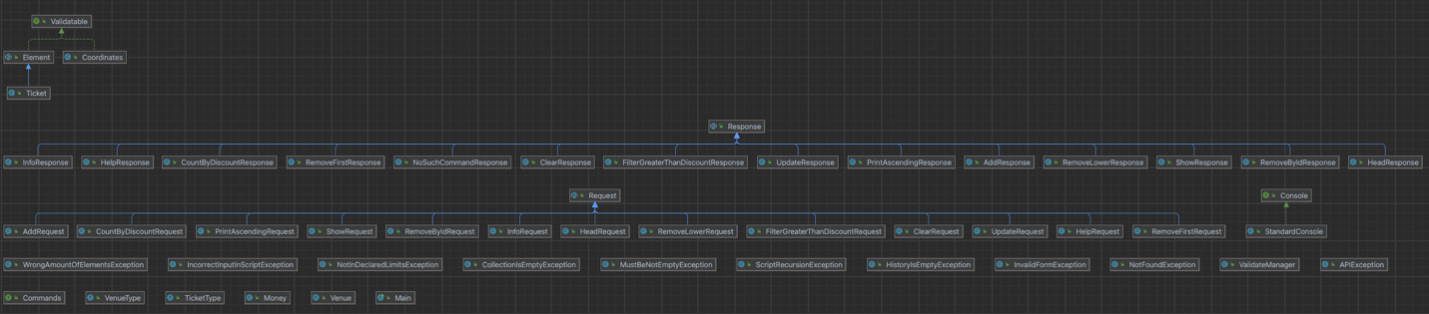 Validatable
Element Coordinates
Ticket
Response
InfoResponse HelpResponse CountByDiscountResponse RemoveFirstResponse NoSuchCommandResponse ClearResponse FilterGreaterThanDiscountResponse UpdateResponse PrintAscendingResponse AddResponse RemoveLowerResponse ShowResponse RemoveByIdResponse HeadResponse
Request Console
AddRequest CountByDiscountRequest PrintAscendingRequest ShowRequest RemoveByIdRequest InfoRequest HeadRequest RemoveLowerRequest FilterGreaterThanDiscountRequest ClearRequest UpdateRequest HelpRequest RemoveFirstRequest StandardConsole
WrongAmountOfElementsException IncorrectInputInScriptException NotInDeclaredLimitsException CollectionIsEmptyException MustBeNotEmptyException ScriptRecursionException HistoryIsEmptyException InvalidFormException NotFoundException ValidateManager APIException
Commands VenueType TicketType Money Venue Main